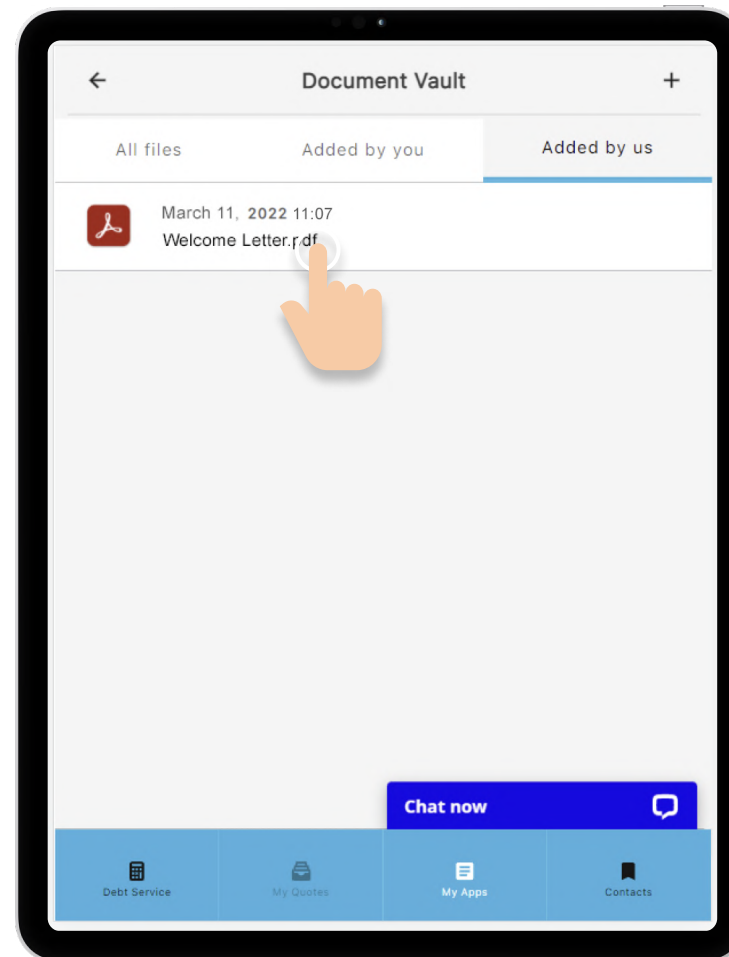 Document Vault
All files
Added by you
Added by us
March 11, 2022 11:07
Welcome Letter.pdf
Chat now
Debt Service
My Quotes
My Apps
Contacts